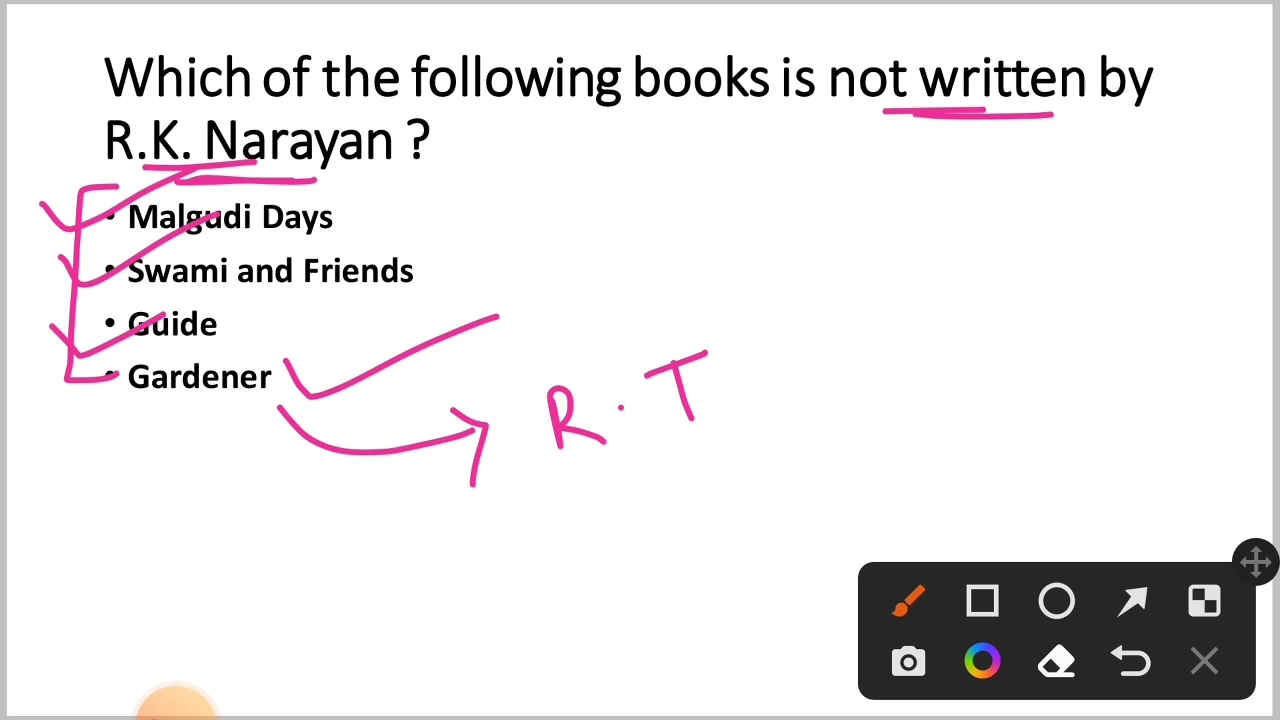 Which of the following books is not written by
R.K. Narayan ?
• Malgudi Days
• Swami and Friends
• Guide
• Gardener
R. T